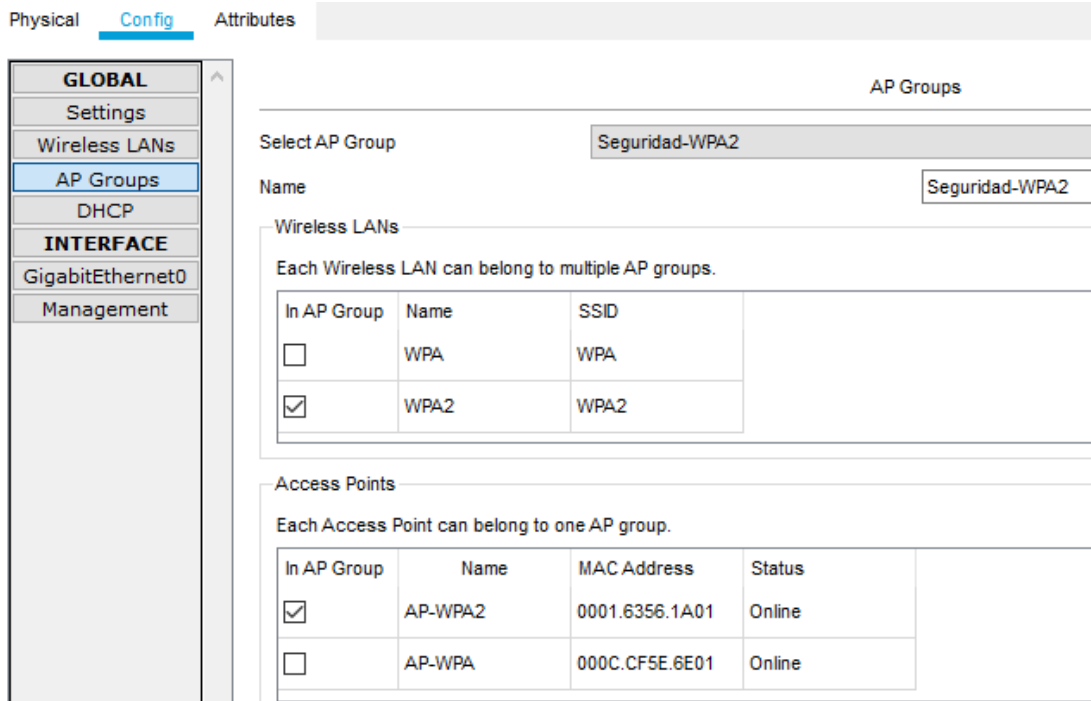 Physical Config Attributes
GLOBAL
Settings
Wireless LANs
AP Groups
DHCP
INTERFACE
GigabitEthernet0
Management
AP Groups
Select AP Group Seguridad-WPA2
Name Seguridad-WPA2
Wireless LANs
Each Wireless LAN can belong to multiple AP groups.
In AP Group Name SSID
WPA WPA
WPA2 WPA2
Access Points
Each Access Point can belong to one AP group.
In AP Group Name MAC Address Status
AP-WPA2 0001.6356.1A01 Online
AP-WPA 000C.CF5E.6E01 Online